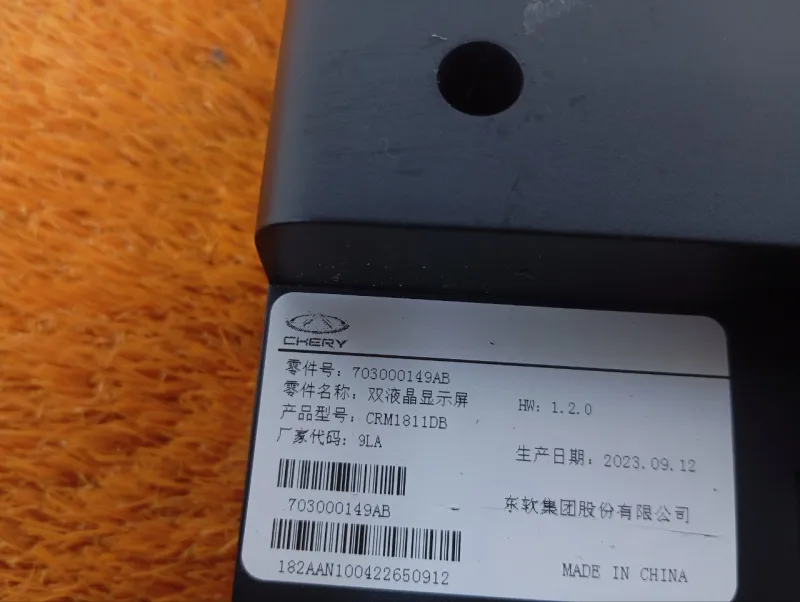 CHERY
零件号: 703000149AB
零件名称: 双液晶显示屏
HW: 1.2.0
产品型号: CRM1811DB
厂家代码: 9LA
生产日期: 2023.09.12
703000149AB
东软集团股份有限公司
182AAN100422650912
MADE IN CHINA